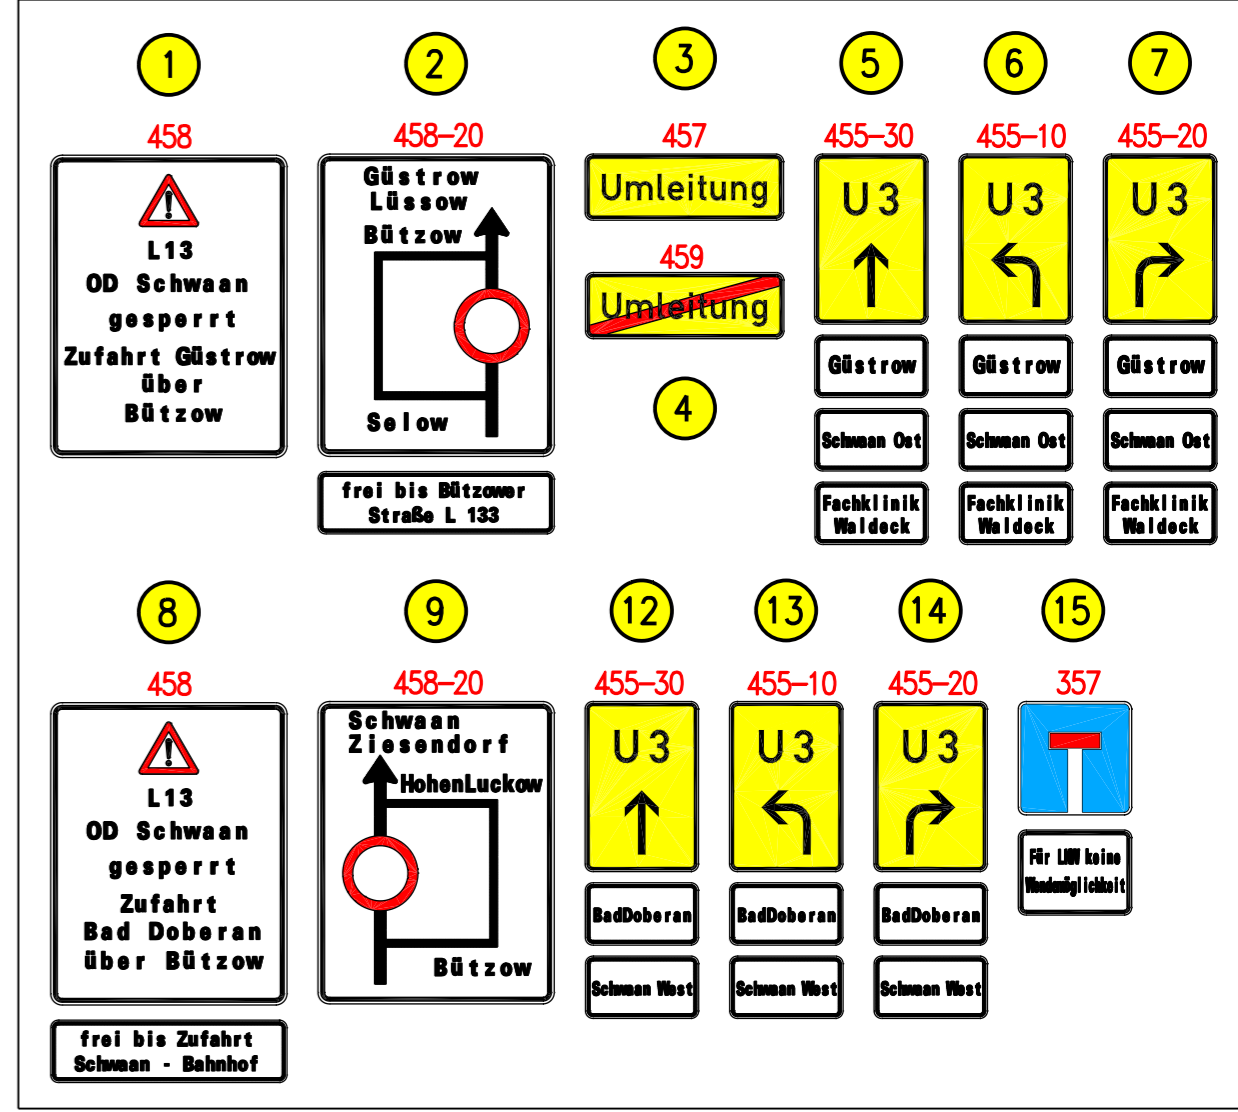 1
458
L13
OD Schwaan
gesperrt
Zufahrt Güstrow
über
Bützow
2
458-20
Güstrow
Lüssow
Bützow
Selow
frei bis Bützower
Straße L 133
3
457
Umleitung
459
Umleitung
4
5
455-30
U3
Güstrow
Schwaan Ost
Fachklinik
Waldeck
6
455-10
U3
Güstrow
Schwaan Ost
Fachklinik
Waldeck
7
455-20
U3
Güstrow
Schwaan Ost
Fachklinik
Waldeck
8
458
L13
OD Schwaan
gesperrt
Zufahrt
Bad Doberan
über Bützow
frei bis Zufahrt
Schwaan - Bahnhof
9
458-20
Schwaan
Ziesendorf
HohenLuckow
Bützow
12
455-30
U3
BadDoberan
Schwaan West
13
455-10
U3
BadDoberan
Schwaan West
14
455-20
U3
BadDoberan
Schwaan West
15
357
Für LKW keine
Wendemöglichkeit